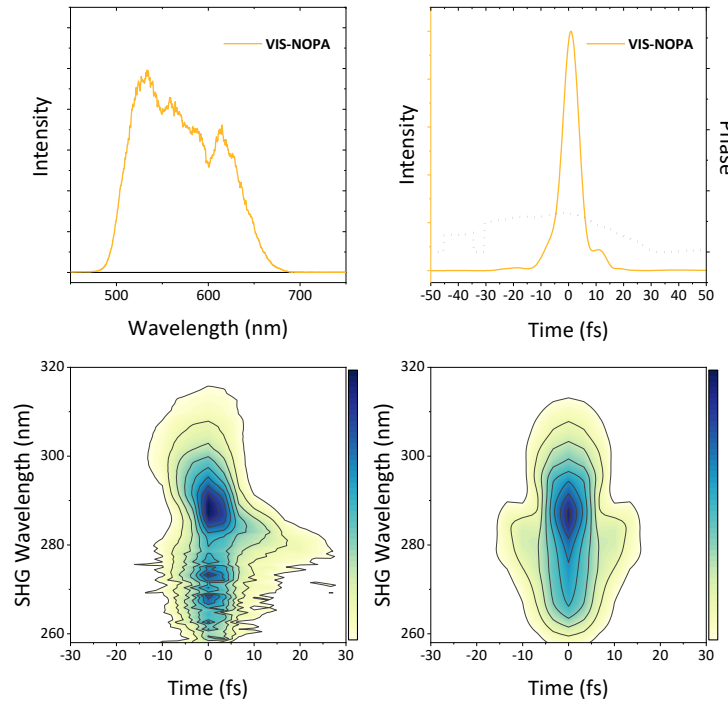 VIS-NOPA
Intensity
500
600
700
Wavelength (nm)
VIS-NOPA
Intensity
Phase
-50 -40 -30 -20 -10 0 10 20 30 40 50
Time (fs)
320
300
280
260
SHG Wavelength (nm)
-30 -20 -10 0 10 20 30
Time (fs)
320
300
280
260
SHG Wavelength (nm)
-30 -20 -10 0 10 20 30
Time (fs)